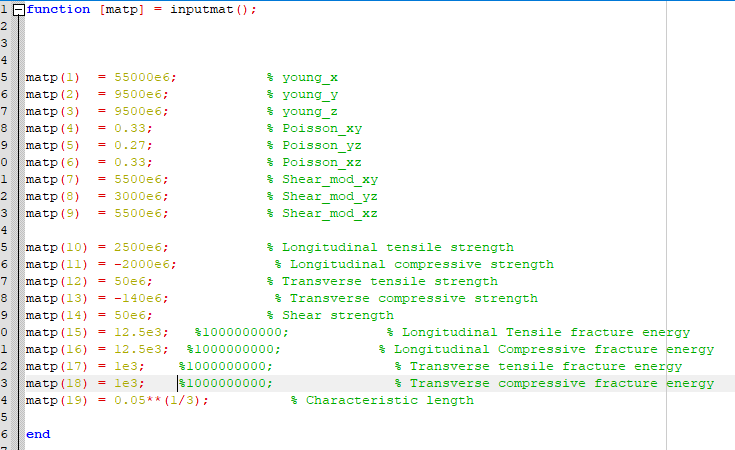 1 function [matp] = inputmat();
2
3
4
5 matp(1)  = 55000e6;            % young_x
6 matp(2)  = 9500e6;             % young_y
7 matp(3)  = 9500e6;             % young_z
8 matp(4)  = 0.33;               % Poisson_xy
9 matp(5)  = 0.27;               % Poisson_yz
0 matp(6)  = 0.33;               % Poisson_xz
1 matp(7)  = 5500e6;             % Shear_mod_xy
2 matp(8)  = 3000e6;             % Shear_mod_yz
3 matp(9)  = 5500e6;             % Shear_mod_xz
4
5 matp(10) = 2500e6;             % Longitudinal tensile strength
6 matp(11) = -2000e6;             % Longitudinal compressive strength
7 matp(12) = 50e6;               % Transverse tensile strength
8 matp(13) = -140e6;              % Transverse compressive strength
9 matp(14) = 50e6;               % Shear strength
0 matp(15) = 12.5e3;   %1000000000;             % Longitudinal Tensile fracture energy
1 matp(16) = 12.5e3;  %1000000000;             % Longitudinal Compressive fracture energy
2 matp(17) = 1e3;    %1000000000;                % Transverse tensile fracture energy
3 matp(18) = 1e3;    %1000000000;                % Transverse compressive fracture energy
4 matp(19) = 0.05**(1/3);           % Characteristic length
5
6 end